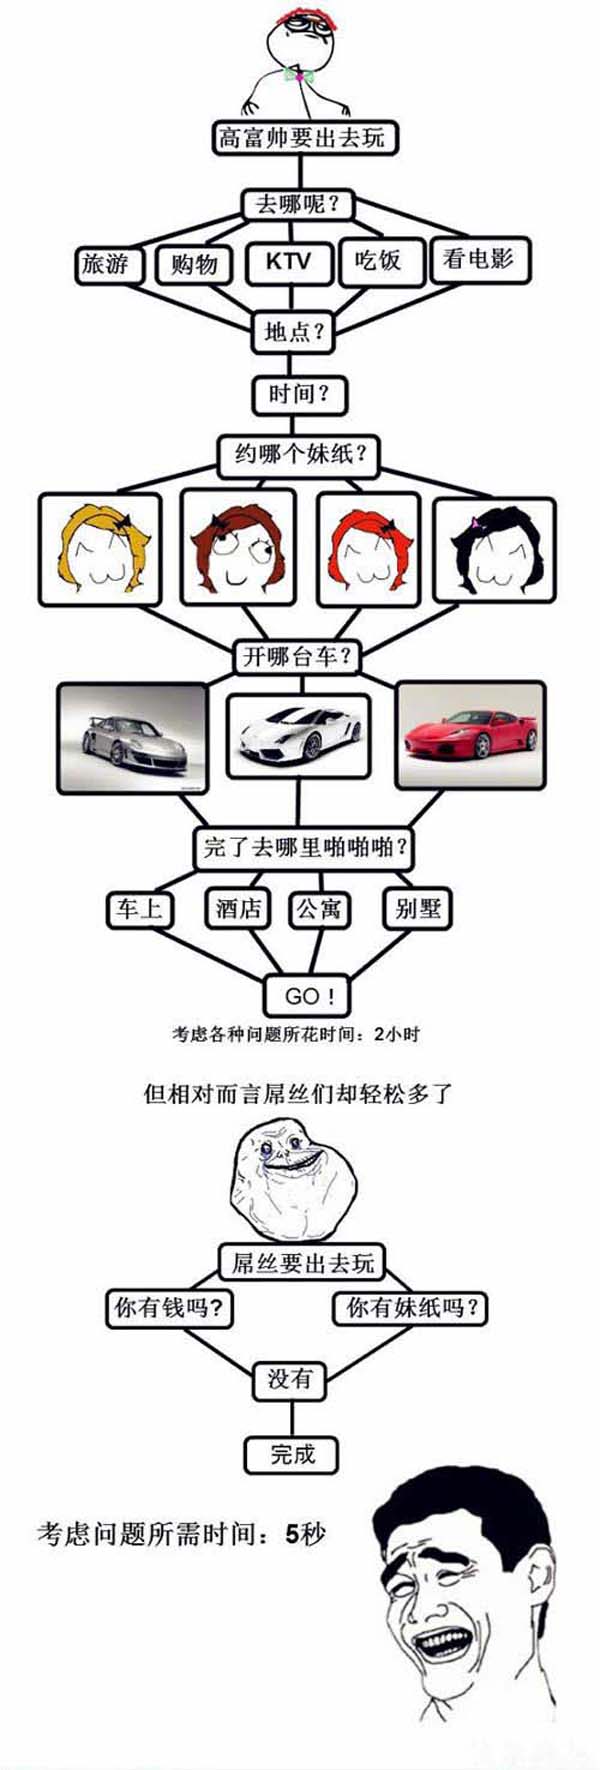 高富帅要出去玩
去哪呢？
旅游
购物
KTV
吃饭
看电影
地点？
时间？
约哪个妹纸？
开哪台车？
完了去哪里啪啪啪？
车上
酒店
公寓
别墅
GO！
考虑各种问题所花时间：2小时
但相对而言屌丝们却轻松多了
屌丝要出去玩
你有钱吗?
你有妹纸吗？
没有
完成
考虑问题所需时间：5秒